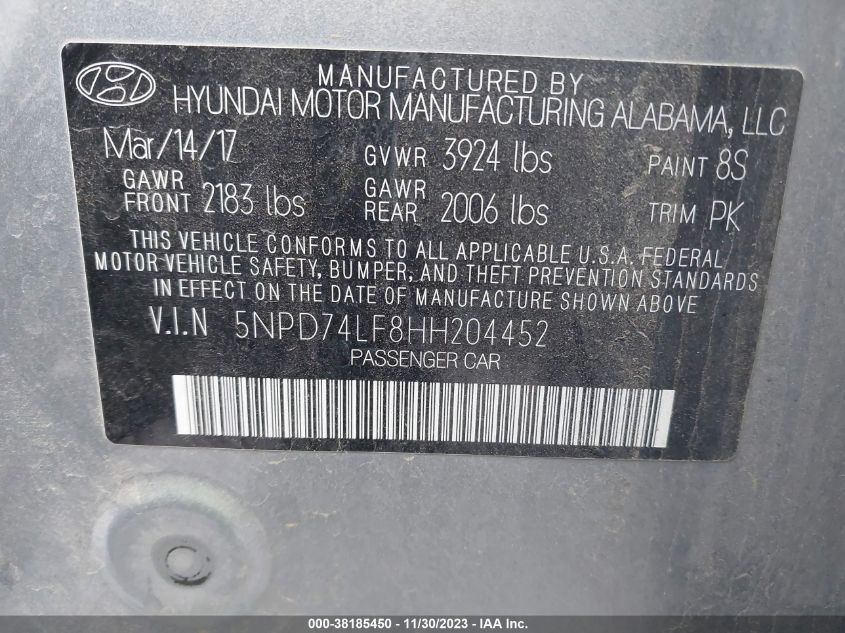 MANUFACTURED BY
HYUNDAI MOTOR MANUFACTURING ALABAMA, LLC
Mar/14/17 GVWR 3924 lbs PAINT 8S
GAWR FRONT 2183 lbs GAWR REAR 2006 lbs TRIM PK
THIS VEHICLE CONFORMS TO ALL APPLICABLE U.S.A. FEDERAL
MOTOR VEHICLE SAFETY, BUMPER, AND THEFT PREVENTION STANDARDS
IN EFFECT ON THE DATE OF MANUFACTURE SHOWN ABOVE
V.I.N 5NPD74LF8HH204452
PASSENGER CAR
000-38185450 - 11/30/2023 - IAA Inc.